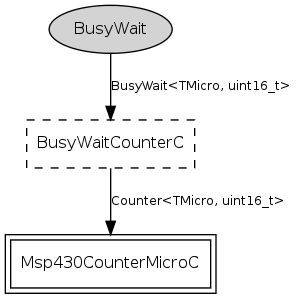 BusyWait
BusyWait<TMicro, uint16_t>
BusyWaitCounterC
Counter<TMicro, uint16_t>
Msp430CounterMicroC